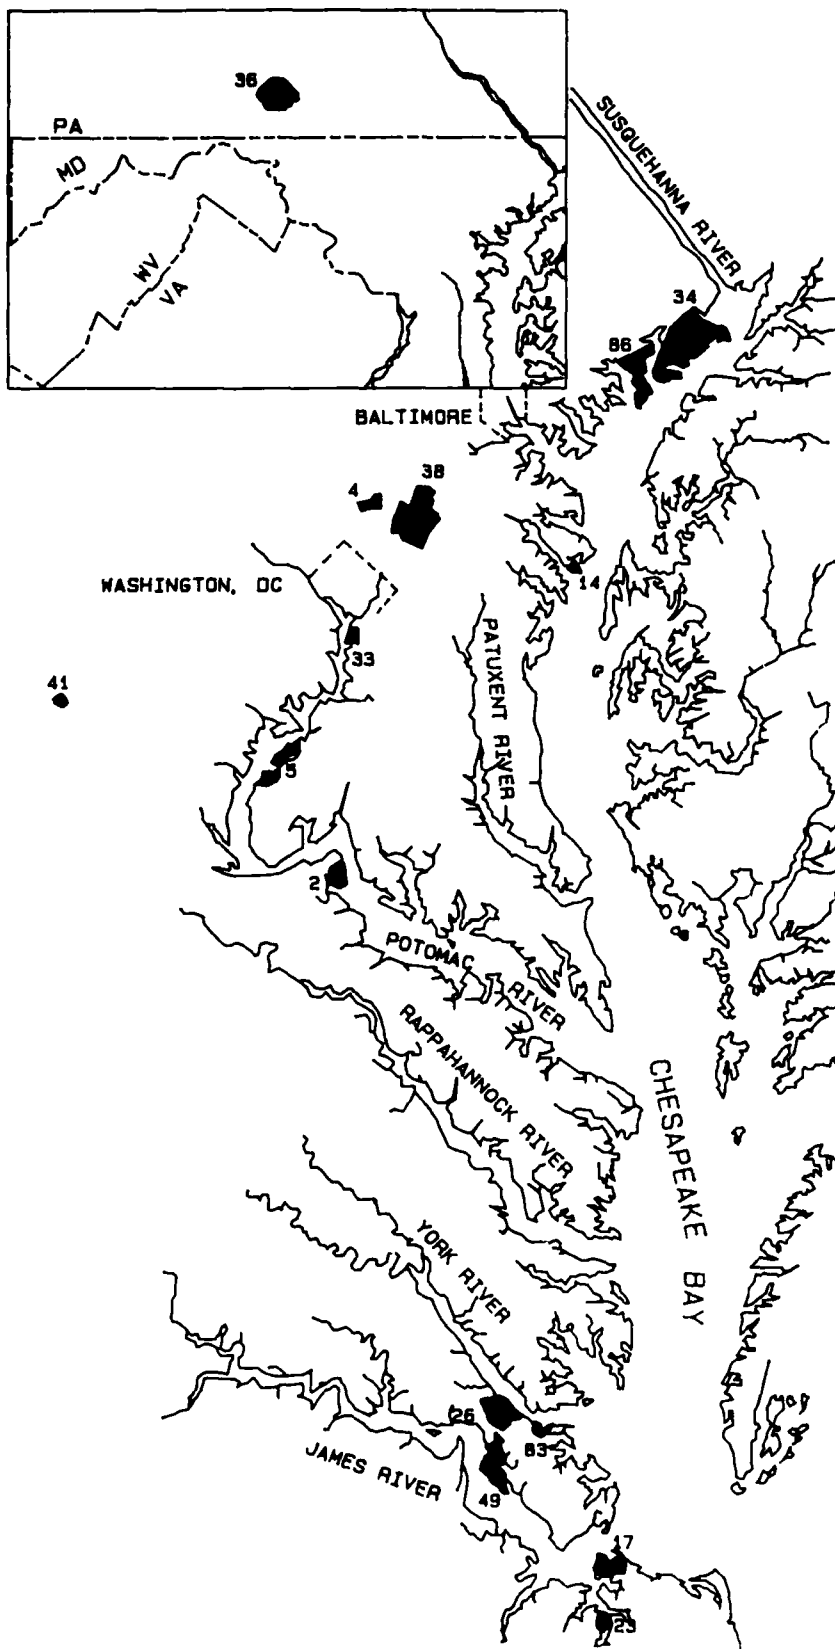 36
PA
MD
WV
VA
SUSQUEHANNA RIVER
34
86
BALTIMORE
38
4
14
WASHINGTON, DC
33
PATUXENT RIVER
41
5
2
POTOMAC RIVER
RAPPAHANNOCK RIVER
CHESAPEAKE BAY
YORK RIVER
26
83
JAMES RIVER
49
17
23